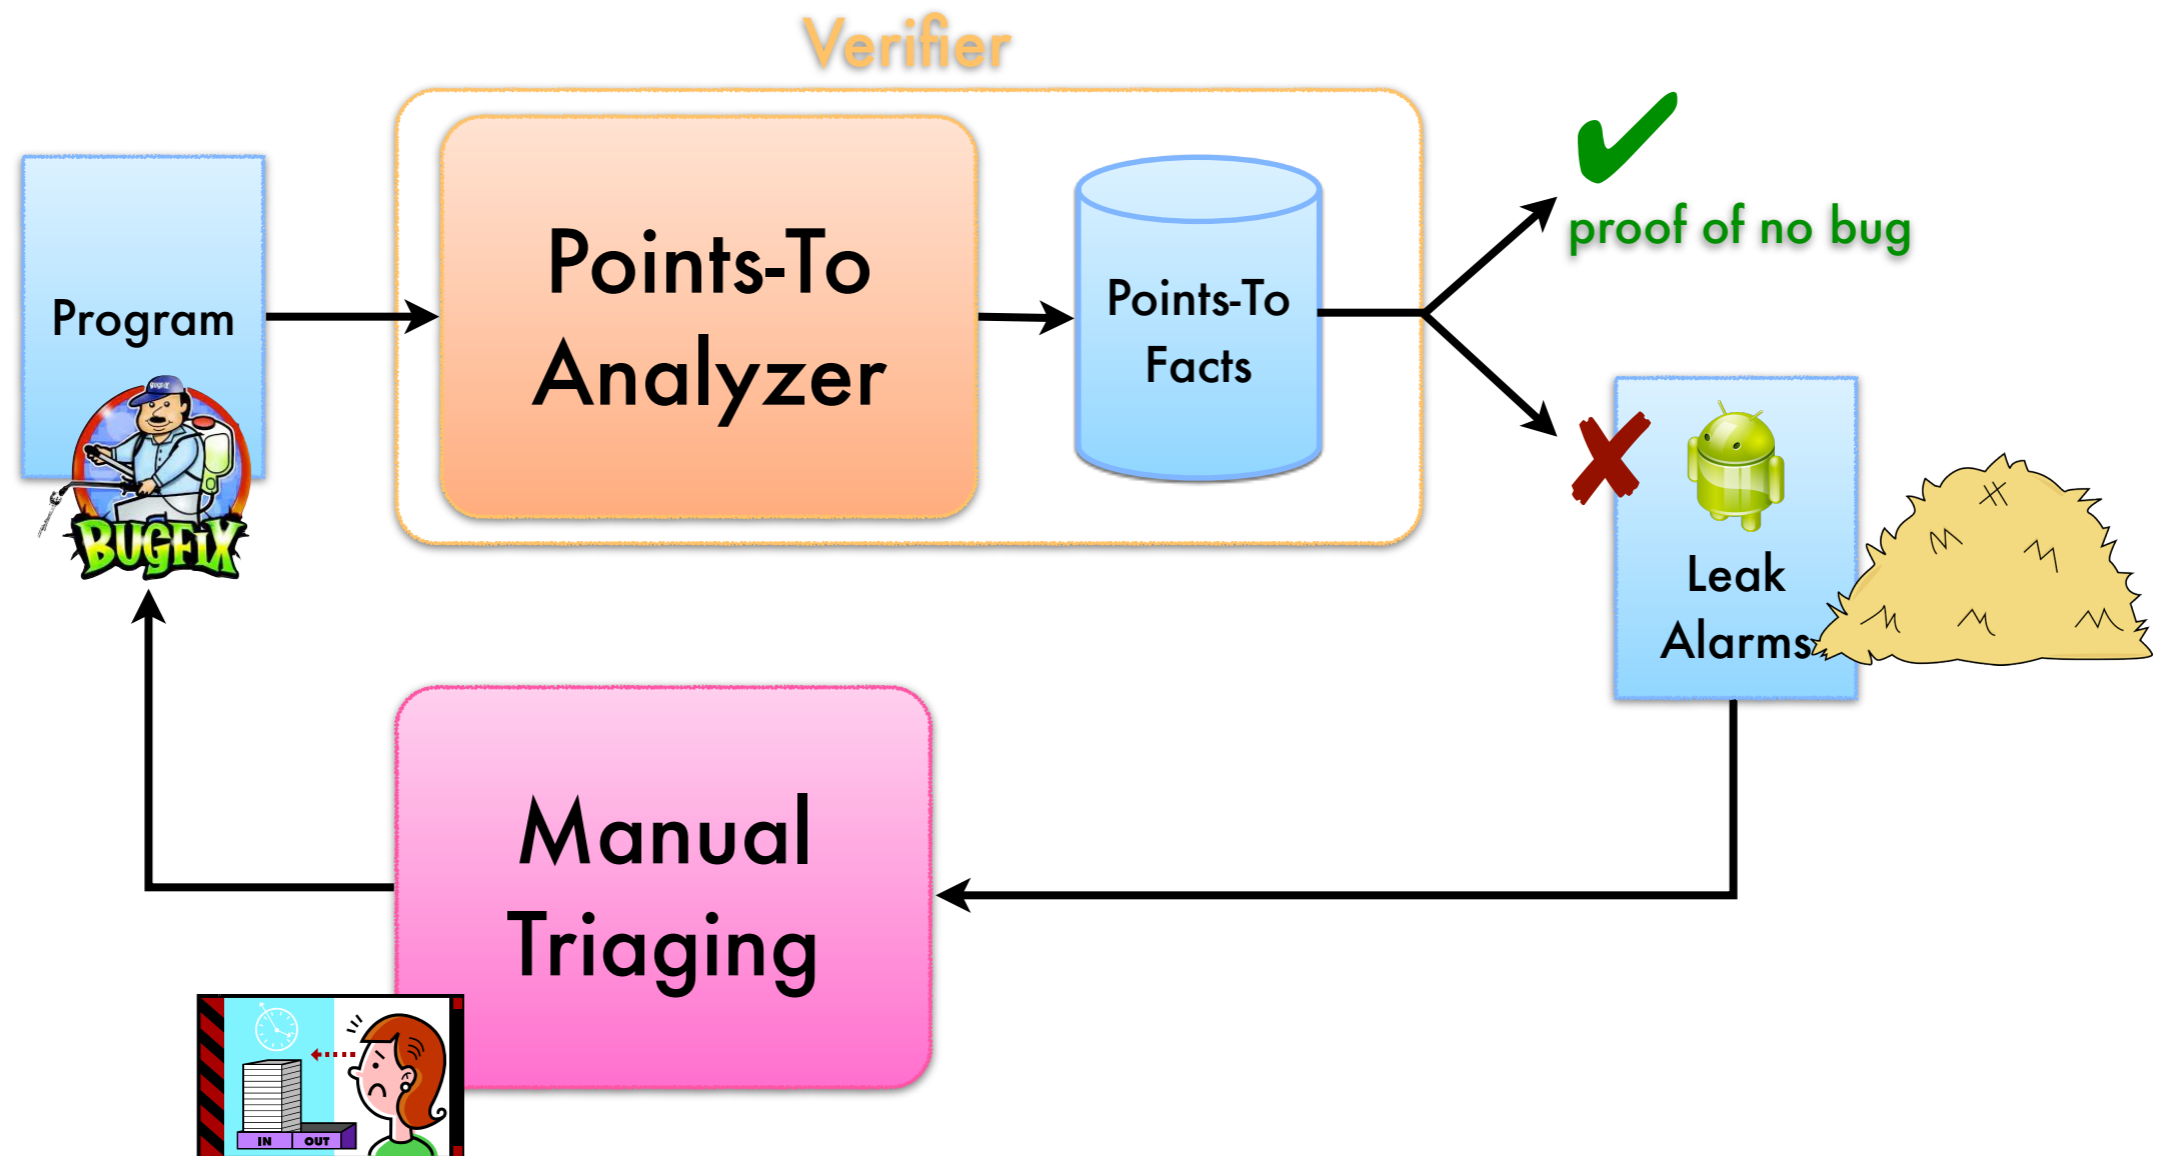 Verifier
Program
Points-To
Analyzer
Points-To
Facts
proof of no bug
BUGFIX
BUGFIX
Leak
Alarms
Manual
Triaging
IN
OUT